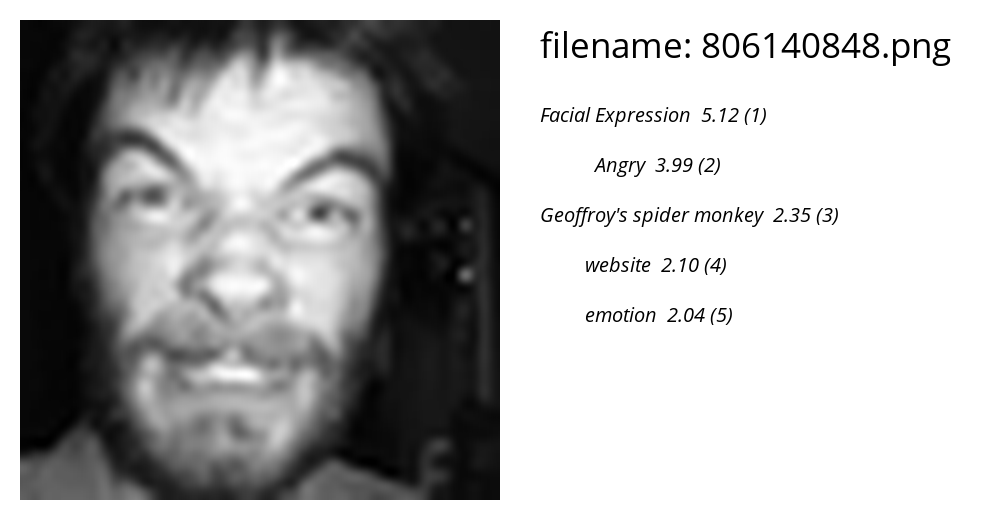 filename: 806140848.png
Facial Expression 5.12 (1)
Angry 3.99 (2)
Geoffroy's spider monkey 2.35 (3)
website 2.10 (4)
emotion 2.04 (5)